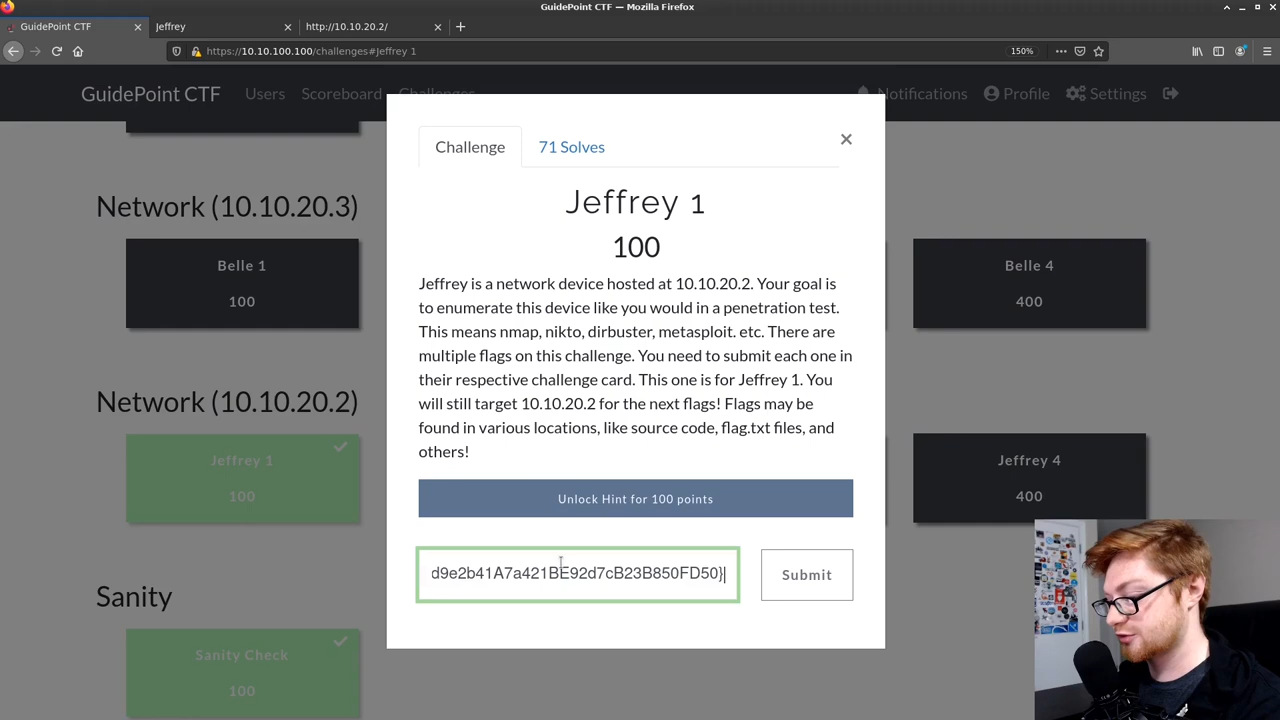 GuidePoint CTF — Mozilla Firefox
GuidePoint CTF
Jeffrey
http://10.10.20.2/
https://10.10.100.100/challenges#Jeffrey 1
150%
GuidePoint CTF
Users
Scoreboard
Challenges
Notifications
Profile
Settings
Challenge
71 Solves
Jeffrey 1
100
Jeffrey is a network device hosted at 10.10.20.2. Your goal is
to enumerate this device like you would in a penetration test.
This means nmap, nikto, dirbuster, metasploit. etc. There are
multiple flags on this challenge. You need to submit each one in
their respective challenge card. This one is for Jeffrey 1. You
will still target 10.10.20.2 for the next flags! Flags may be
found in various locations, like source code, flag.txt files, and
others!
Unlock Hint for 100 points
d9e2b41A7a421BE92d7cB23B850FD50}
Submit
Network (10.10.20.3)
Belle 1
100
Belle 4
400
Network (10.10.20.2)
Jeffrey 1
100
Jeffrey 4
400
Sanity
Sanity Check
100